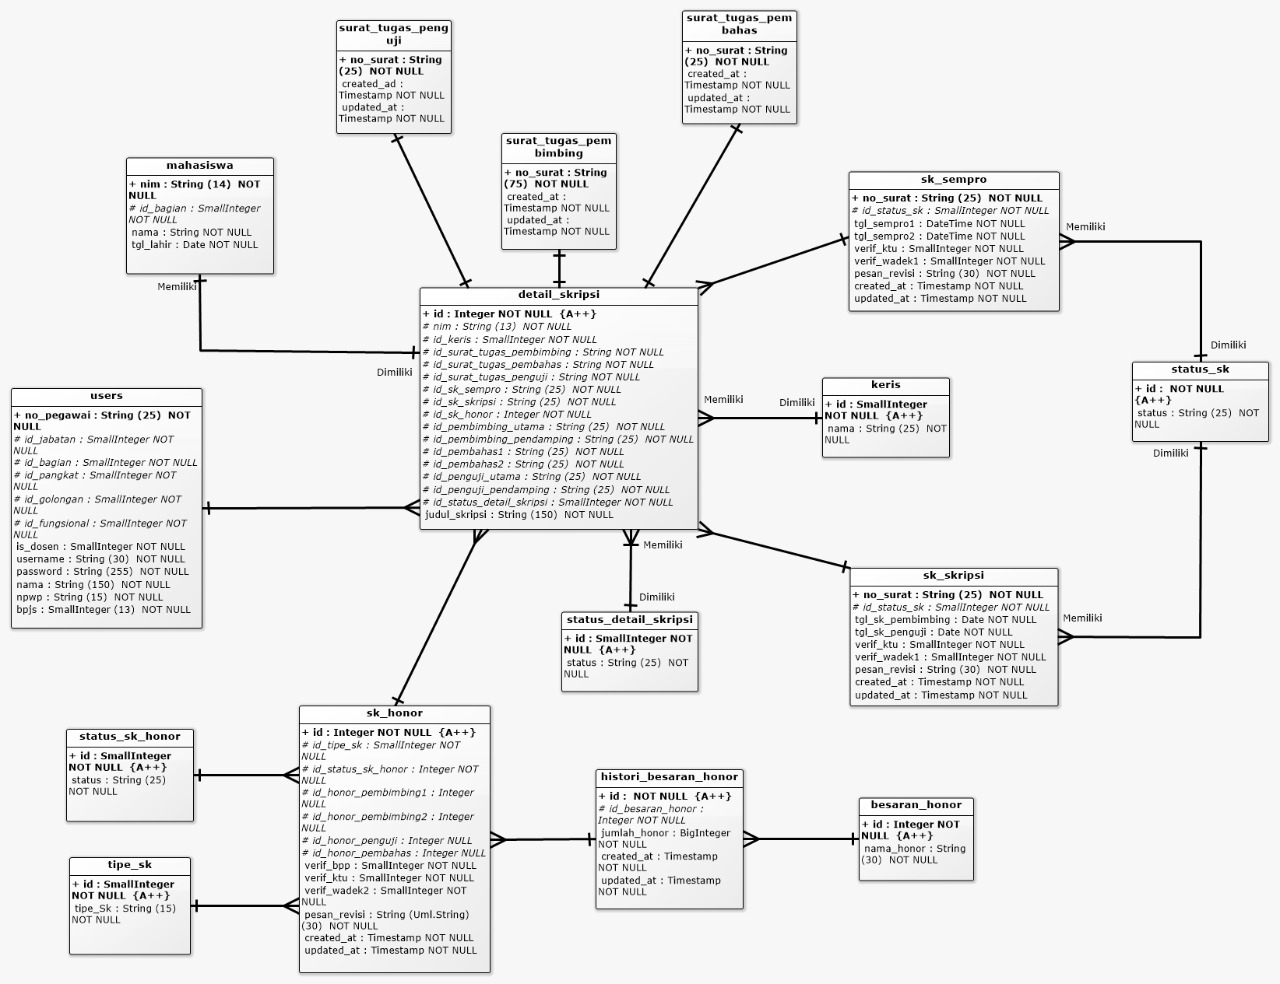 surat_tugas_peng
uji
+ no_surat : String
(25)  NOT NULL
created_ad :
Timestamp NOT NULL
updated_at :
Timestamp NOT NULL
surat_tugas_pem
bahas
+ no_surat : String
(25)  NOT NULL
created_at :
Timestamp NOT NULL
updated_at :
Timestamp NOT NULL
surat_tugas_pem
bimbing
+ no_surat : String
(75)  NOT NULL
created_at :
Timestamp NOT NULL
updated_at :
Timestamp NOT NULL
mahasiswa
+ nim : String (14)  NOT
NULL
# id_bagian : SmallInteger
NOT NULL
nama : String NOT NULL
tgl_lahir : Date NOT NULL
Memiliki
Dimiliki
sk_sempro
+ no_surat : String (25)  NOT NULL
# id_status_sk : SmallInteger NOT NULL
tgl_sempro1 : DateTime NOT NULL
tgl_sempro2 : DateTime NOT NULL
verif_ktu : SmallInteger NOT NULL
verif_wadek1 : SmallInteger NOT NULL
pesan_revisi : String (30)  NOT NULL
created_at : Timestamp NOT NULL
updated_at : Timestamp NOT NULL
Memiliki
Dimiliki
detail_skripsi
+ id : Integer NOT NULL  {A++}
# nim : String (13)  NOT NULL
# id_keris : SmallInteger NOT NULL
# id_surat_tugas_pembimbing : String NOT NULL
# id_surat_tugas_pembahas : String NOT NULL
# id_surat_tugas_penguji : String NOT NULL
# id_sk_sempro : String (25)  NOT NULL
# id_sk_skripsi : String (25)  NOT NULL
# id_sk_honor : Integer NOT NULL
# id_pembimbing_utama : String (25)  NOT NULL
# id_pembimbing_pendamping : String (25)  NOT NULL
# id_pembahas1 : String (25)  NOT NULL
# id_pembahas2 : String (25)  NOT NULL
# id_penguji_utama : String (25)  NOT NULL
# id_penguji_pendamping : String (25)  NOT NULL
# id_status_detail_skripsi : SmallInteger NOT NULL
judul_skripsi : String (150)  NOT NULL
Memiliki
Dimiliki
keris
+ id : SmallInteger
NOT NULL  {A++}
nama : String (25)  NOT
NULL
status_sk
+ id :  NOT NULL
{A++}
status : String (25)  NOT
NULL
Dimiliki
users
+ no_pegawai : String (25)  NOT
NULL
# id_jabatan : SmallInteger NOT
NULL
# id_bagian : SmallInteger NOT NULL
# id_pangkat : SmallInteger NOT
NULL
# id_golongan : SmallInteger NOT
NULL
# id_fungsional : SmallInteger NOT
NULL
is_dosen : SmallInteger NOT NULL
username : String (30)  NOT NULL
password : String (255)  NOT NULL
nama : String (150)  NOT NULL
npwp : String (15)  NOT NULL
bpjs : SmallInteger (13)  NOT NULL
Memiliki
Dimiliki
status_detail_skripsi
+ id : SmallInteger NOT
NULL  {A++}
status : String (25)  NOT
NULL
sk_skripsi
+ no_surat : String (25)  NOT NULL
# id_status_sk : SmallInteger NOT NULL
tgl_sk_pembimbing : Date NOT NULL
tgl_sk_penguji : Date NOT NULL
verif_ktu : SmallInteger NOT NULL
verif_wadek1 : SmallInteger NOT NULL
pesan_revisi : String (30)  NOT NULL
created_at : Timestamp NOT NULL
updated_at : Timestamp NOT NULL
Memiliki
status_sk_honor
+ id : SmallInteger
NOT NULL  {A++}
status : String (25)
NOT NULL
tipe_sk
+ id : SmallInteger
NOT NULL  {A++}
tipe_Sk : String (15)
NOT NULL
sk_honor
+ id : Integer NOT NULL  {A++}
# id_tipe_sk : SmallInteger NOT
NULL
# id_status_sk_honor : Integer NOT
NULL
# id_honor_pembimbing1 : Integer
NULL
# id_honor_pembimbing2 : Integer
NULL
# id_honor_penguji : Integer NULL
# id_honor_pembahas : Integer NULL
verif_bpp : SmallInteger NOT NULL
verif_ktu : SmallInteger NOT NULL
verif_wadek2 : SmallInteger NOT
NULL
pesan_revisi : String (Uml.String)
(30)  NOT NULL
created_at : Timestamp NOT NULL
updated_at : Timestamp NOT NULL
histori_besaran_honor
+ id :  NOT NULL  {A++}
# id_besaran_honor :
Integer NOT NULL
jumlah_honor : BigInteger
NOT NULL
created_at : Timestamp
NOT NULL
updated_at : Timestamp
NOT NULL
besaran_honor
+ id : Integer NOT
NULL  {A++}
nama_honor : String
(30)  NOT NULL